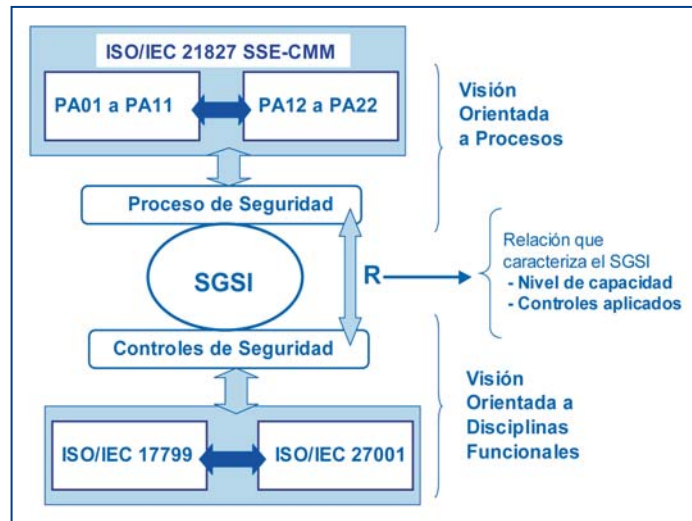 ISO/IEC 21827 SSE-CMM
PA01 a PA11
PA12 a PA22
Visión
Orientada
a Procesos
Proceso de Seguridad
SGSI
R
Relación que
caracteriza el SGSI
- Nivel de capacidad
- Controles aplicados
Controles de Seguridad
Visión
Orientada a
Disciplinas
Funcionales
ISO/IEC 17799
ISO/IEC 27001